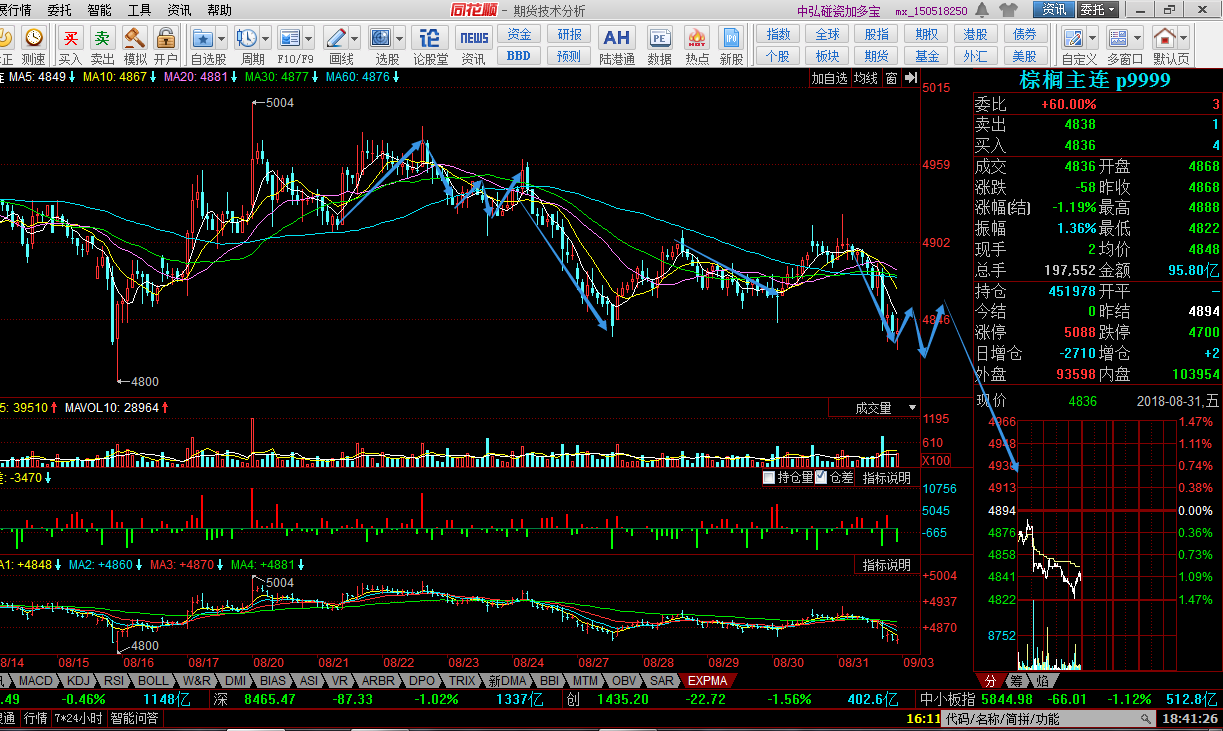 展行情 委托 智能 工具 资讯 帮助 同花顺 - 期货技术分析 中弘碰瓷加多宝 mx_150518250 资讯 委托
资金 研报 指数 全球 股指 期权 港股 债券
买 卖 论 NEWS AH PE HOT IPO
测速 买入 卖出 模拟 开户 自选股 周期 F10/F9 画线 选股 论股堂 资讯 BBD 预测 陆港通 数据 热点 新股 个股 板块 期货 基金 外汇 美股 自定义 多窗口 默认页
MA5: 4849↓ MA10: 4867↓ MA20: 4881↓ MA30: 4877↓ MA60: 4876↓ 加自选 均线 窗
棕榈主连 p9999
委比 +60.00% 3
卖出 4838 1
买入 4836 4
成交 4836 开盘 4868
涨跌 -58 昨收 4868
涨幅(结) -1.19% 最高 4888
振幅 1.36% 最低 4822
现手 2 均价 4848
总手 197,552 金额 95.80亿
持仓 451978 开平 —
今结 0 昨结 4894
涨停 5088 跌停 4700
日增仓 -2710 增仓 +2
外盘 93598 内盘 103954
现价 4836 2018-08-31,五
5015
4959
4902
4846
←5004
←4800
5: 39510↑ MAVOL10: 28964↑ 成交量
1195
610
X100
差: -3470↓ 持仓量 仓差 指标说明
10756
5045
-665
A1: +4848↓ MA2: +4860↓ MA3: +4870↓ MA4: +4881↓ 指标说明
←5004
←4800
+5004
+4937
+4870
4966 1.47%
4948 1.11%
4930 0.74%
4913 0.38%
4894 0.00%
4876 0.36%
4858 0.73%
4841 1.09%
4822 1.47%
8752
8/14 08/15 08/16 08/17 08/20 08/21 08/22 08/23 08/24 08/27 08/28 08/29 08/30 08/31 09/03
MACD KDJ RSI BOLL W&R DMI BIAS ASI VR ARBR DPO TRIX 新DMA BBI MTM OBV SAR EXPMA 分 筹 焰
.49 -0.46% 1148亿 深 8465.47 -87.33 -1.02% 1337亿 创 1435.20 -22.72 -1.56% 402.6亿 中小板指 5844.98 -66.01 -1.12% 512.8亿
通 行情 7*24小时 智能问答 16:11 代码/名称/简拼/功能 18:41:26